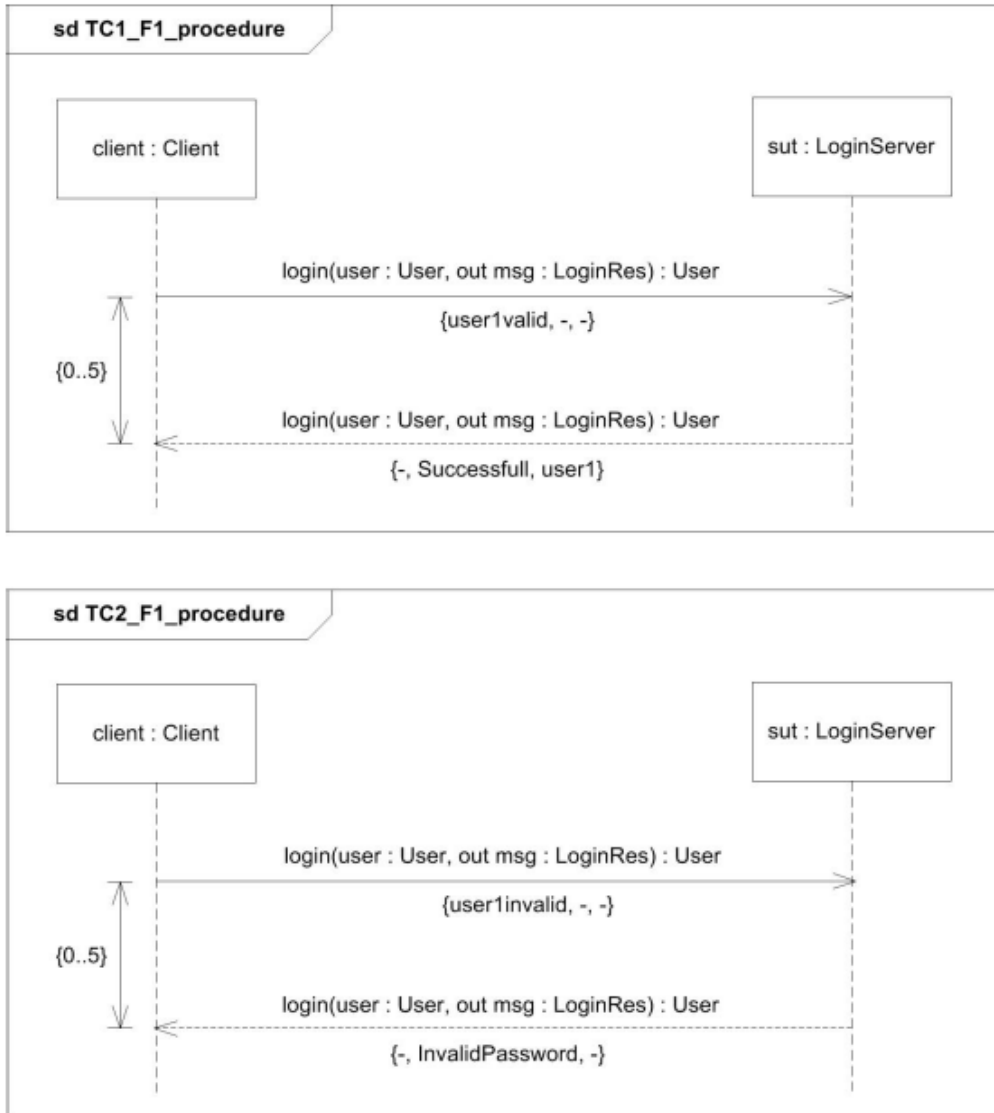 sd TC1_F1_procedure
client : Client
sut : LoginServer
login(user : User, out msg : LoginRes) : User
{user1valid, -, -}
{0..5}
login(user : User, out msg : LoginRes) : User
{-, Successfull, user1}
sd TC2_F1_procedure
client : Client
sut : LoginServer
login(user : User, out msg : LoginRes) : User
{user1invalid, -, -}
{0..5}
login(user : User, out msg : LoginRes) : User
{-, InvalidPassword, -}